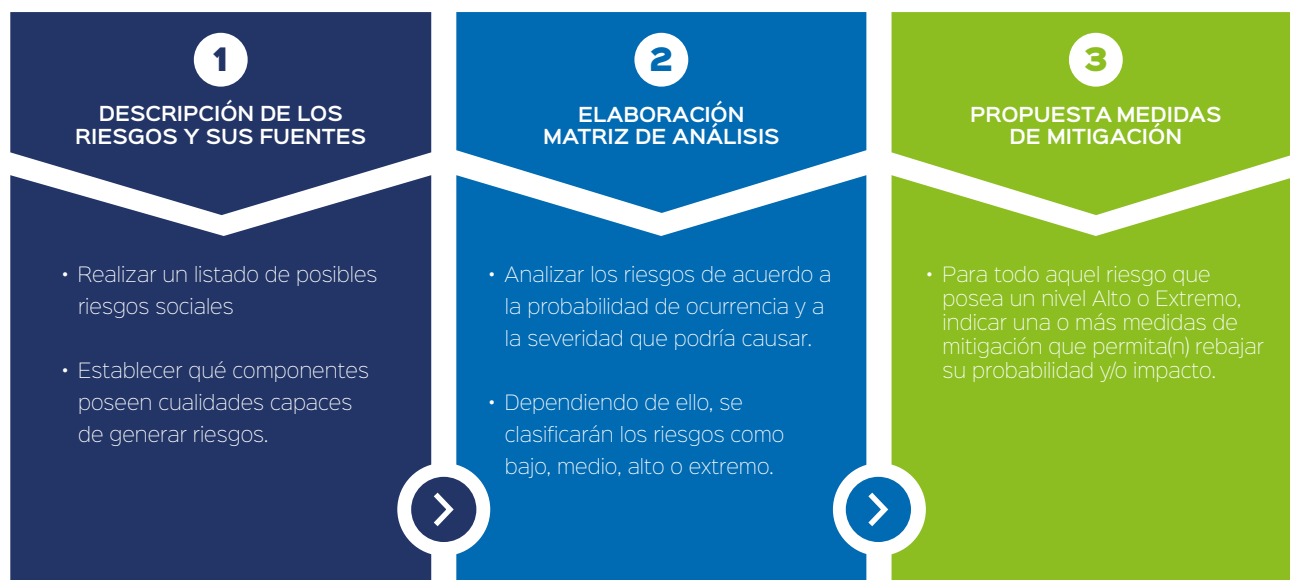 1
DESCRIPCIÓN DE LOS
RIESGOS Y SUS FUENTES
• Realizar un listado de posibles
riesgos sociales
• Establecer qué componentes
poseen cualidades capaces
de generar riesgos.
2
ELABORACIÓN
MATRIZ DE ANÁLISIS
• Analizar los riesgos de acuerdo a
la probabilidad de ocurrencia y a
la severidad que podría causar.
• Dependiendo de ello, se
clasificarán los riesgos como
bajo, medio, alto o extremo.
3
PROPUESTA MEDIDAS
DE MITIGACIÓN
• Para todo aquel riesgo que
posea un nivel Alto o Extremo,
indicar una o más medidas de
mitigación que permita(n) rebajar
su probabilidad y/o impacto.